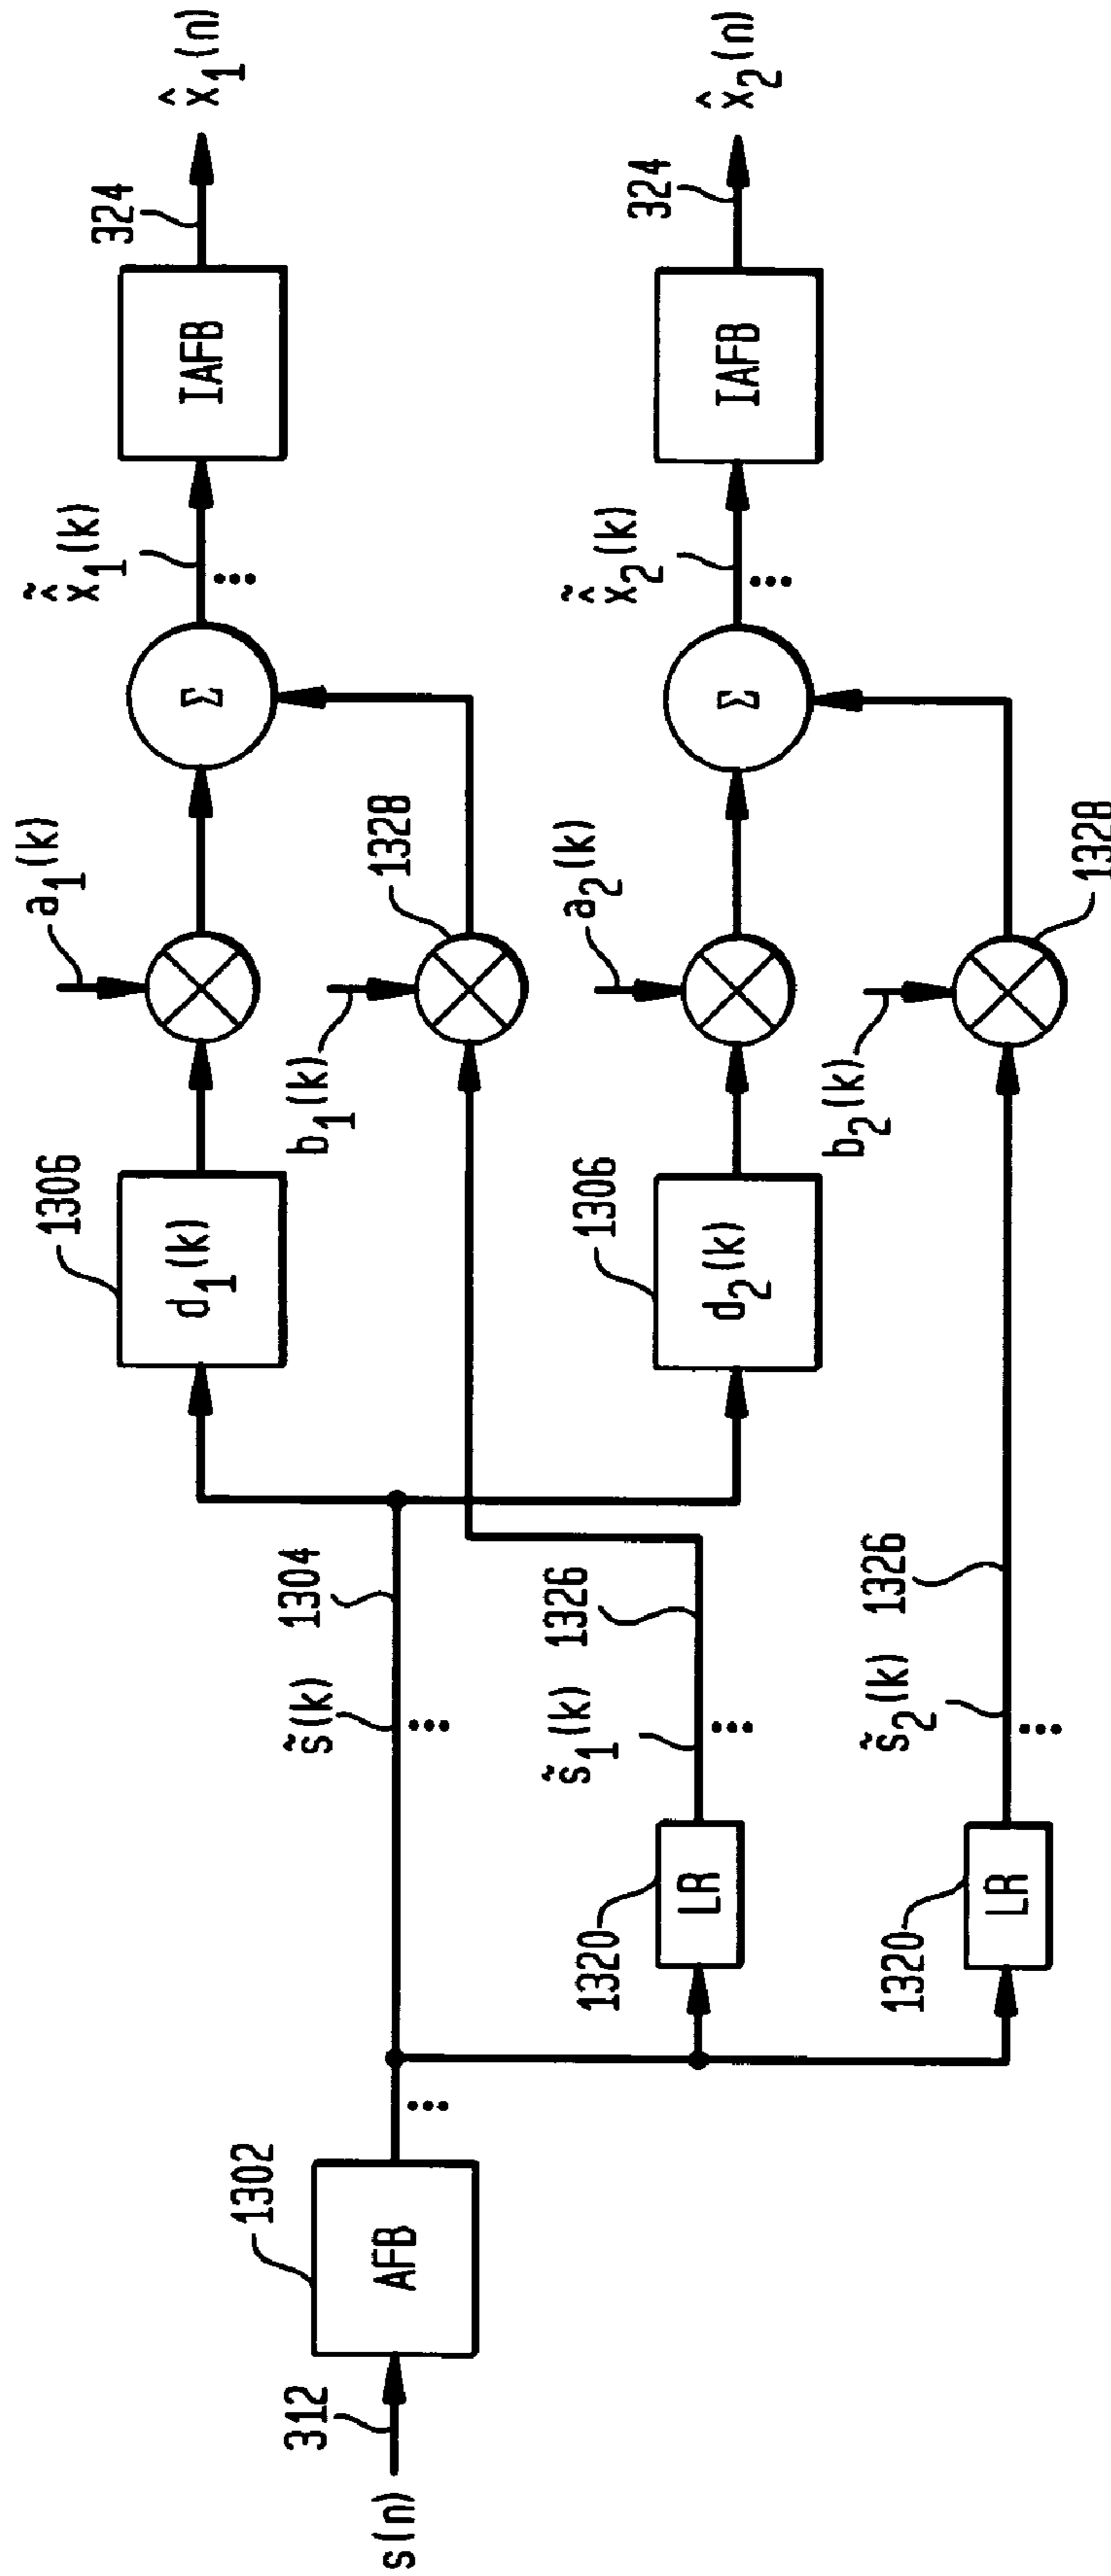 s(n)
312
AFB
1302
s̃(k)
1304
LR
1320
s̃₁(k)
1326
LR
1320
s̃₂(k)
1326
d₁(k)
1306
a₁(k)
b₁(k)
1328
Σ
x̂̃₁(k)
IAFB
324
x̂₁(n)
d₂(k)
1306
a₂(k)
b₂(k)
1328
Σ
x̂̃₂(k)
IAFB
324
x̂₂(n)